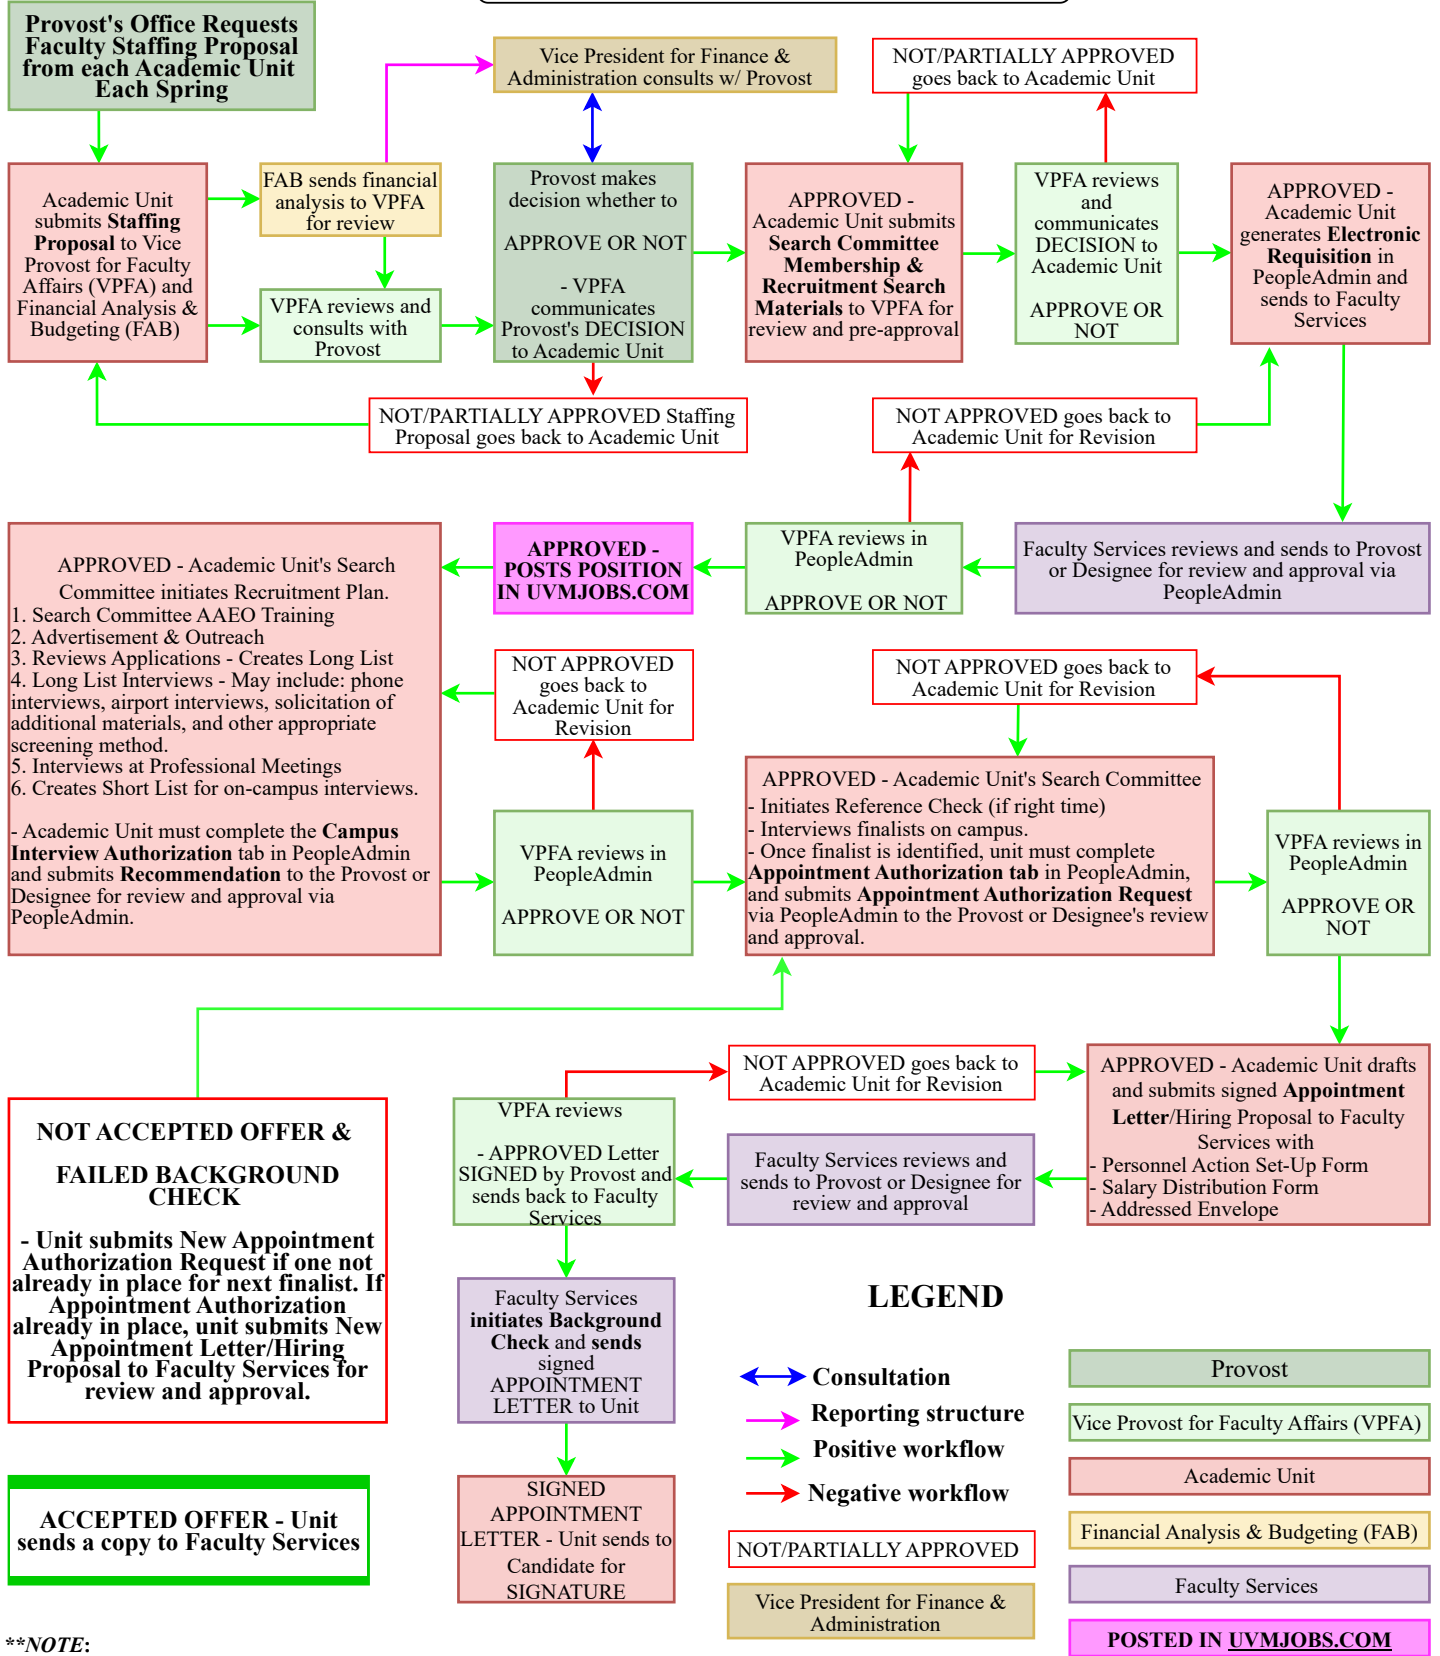 Provost's Office Requests
Faculty Staffing Proposal
from each Academic Unit
Each Spring
Vice President for Finance &
Administration consults w/ Provost
NOT/PARTIALLY APPROVED
goes back to Academic Unit
Academic Unit
submits Staffing
Proposal to Vice
Provost for Faculty
Affairs (VPFA) and
Financial Analysis &
Budgeting (FAB)
FAB sends financial
analysis to VPFA
for review
VPFA reviews and
consults with
Provost
Provost makes
decision whether to
APPROVE OR NOT
- VPFA
communicates
Provost's DECISION
to Academic Unit
APPROVED -
Academic Unit submits
Search Committee
Membership &
Recruitment Search
Materials to VPFA for
review and pre-approval
VPFA reviews
and
communicates
DECISION to
Academic Unit
APPROVE OR
NOT
APPROVED -
Academic Unit
generates Electronic
Requisition in
PeopleAdmin and
sends to Faculty
Services
NOT/PARTIALLY APPROVED Staffing
Proposal goes back to Academic Unit
NOT APPROVED goes back to
Academic Unit for Revision
APPROVED - Academic Unit's Search
Committee initiates Recruitment Plan.
1. Search Committee AAEO Training
2. Advertisement & Outreach
3. Reviews Applications - Creates Long List
4. Long List Interviews - May include: phone
interviews, airport interviews, solicitation of
additional materials, and other appropriate
screening method.
5. Interviews at Professional Meetings
6. Creates Short List for on-campus interviews.
- Academic Unit must complete the Campus
Interview Authorization tab in PeopleAdmin
and submits Recommendation to the Provost or
Designee for review and approval via
PeopleAdmin.
APPROVED -
POSTS POSITION
IN UVMJOBS.COM
VPFA reviews in
PeopleAdmin
APPROVE OR NOT
Faculty Services reviews and sends to Provost
or Designee for review and approval via
PeopleAdmin
NOT APPROVED
goes back to
Academic Unit for
Revision
NOT APPROVED goes back to
Academic Unit for Revision
VPFA reviews in
PeopleAdmin
APPROVE OR NOT
APPROVED - Academic Unit's Search Committee
- Initiates Reference Check (if right time)
- Interviews finalists on campus.
- Once finalist is identified, unit must complete
Appointment Authorization tab in PeopleAdmin,
and submits Appointment Authorization Request
via PeopleAdmin to the Provost or Designee's review
and approval.
VPFA reviews in
PeopleAdmin
APPROVE OR
NOT
NOT ACCEPTED OFFER &
FAILED BACKGROUND
CHECK
- Unit submits New Appointment
Authorization Request if one not
already in place for next finalist. If
Appointment Authorization
already in place, unit submits New
Appointment Letter/Hiring
Proposal to Faculty Services for
review and approval.
VPFA reviews
- APPROVED Letter
SIGNED by Provost and
sends back to Faculty
Services
NOT APPROVED goes back to
Academic Unit for Revision
Faculty Services reviews and
sends to Provost or Designee for
review and approval
APPROVED - Academic Unit drafts
and submits signed Appointment
Letter/Hiring Proposal to Faculty
Services with
- Personnel Action Set-Up Form
- Salary Distribution Form
- Addressed Envelope
Faculty Services
initiates Background
Check and sends
signed
APPOINTMENT
LETTER to Unit
SIGNED
APPOINTMENT
LETTER - Unit sends to
Candidate for
SIGNATURE
ACCEPTED OFFER - Unit
sends a copy to Faculty Services
LEGEND
Consultation
Reporting structure
Positive workflow
Negative workflow
NOT/PARTIALLY APPROVED
Vice President for Finance &
Administration
Provost
Vice Provost for Faculty Affairs (VPFA)
Academic Unit
Financial Analysis & Budgeting (FAB)
Faculty Services
POSTED IN UVMJOBS.COM
**NOTE: